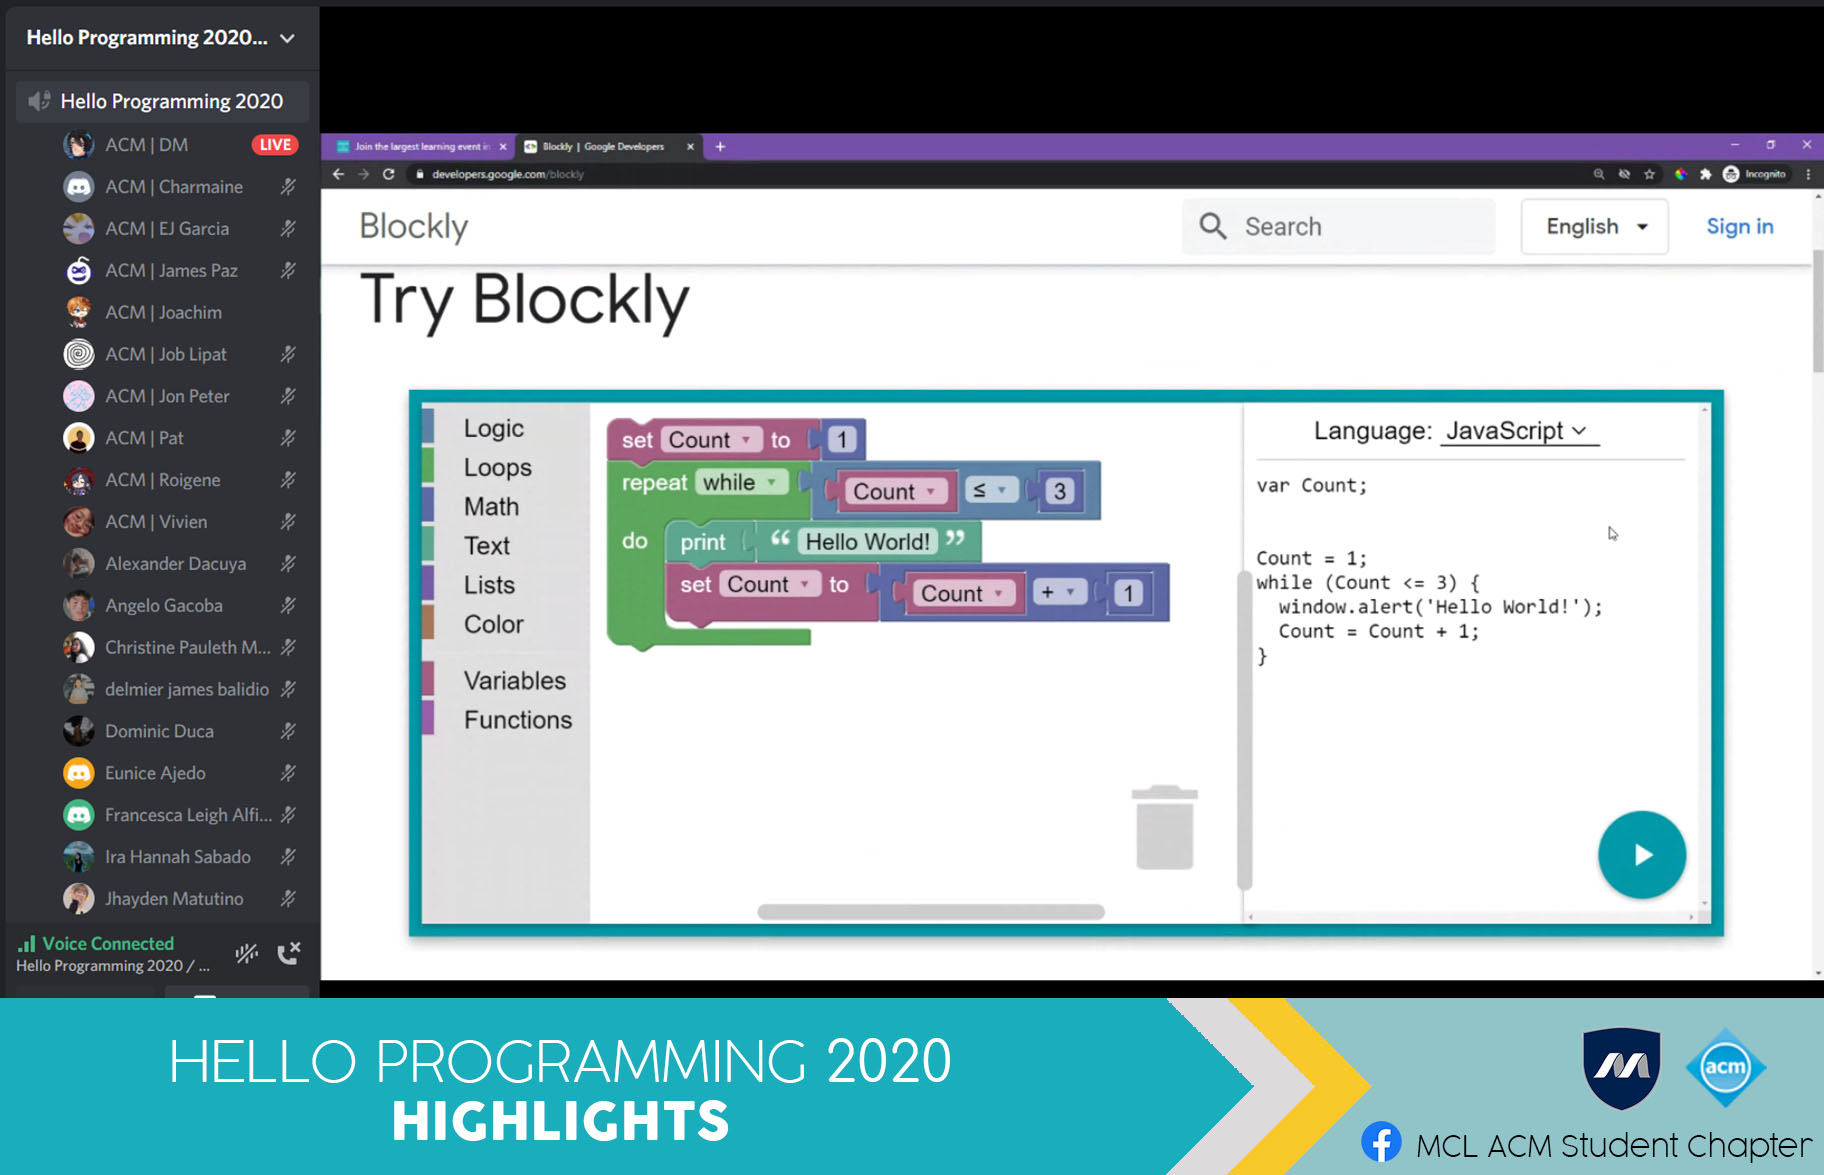 Hello Programming 2020...
Hello Programming 2020
ACM | DM LIVE
ACM | Charmaine
ACM | EJ Garcia
ACM | James Paz
ACM | Joachim
ACM | Job Lipat
ACM | Jon Peter
ACM | Pat
ACM | Roigene
ACM | Vivien
Alexander Dacuya
Angelo Gacoba
Christine Pauleth M...
delmier james balidio
Dominic Duca
Eunice Ajedo
Francesca Leigh Alfi...
Ira Hannah Sabado
Jhayden Matutino
Voice Connected
Hello Programming 2020 / ...
Join the largest learning event in
Blockly | Google Developers
developers.google.com/blockly
Incognito
Blockly
Search
English
Sign in
Try Blockly
Logic
Loops
Math
Text
Lists
Color
Variables
Functions
set Count to 1
repeat while Count ≤ 3
do print “ Hello World! ”
set Count to Count + 1
Language: JavaScript
var Count;
Count = 1;
while (Count <= 3) {
window.alert('Hello World!');
Count = Count + 1;
}
HELLO PROGRAMMING 2020
HIGHLIGHTS
acm
MCL ACM Student Chapter